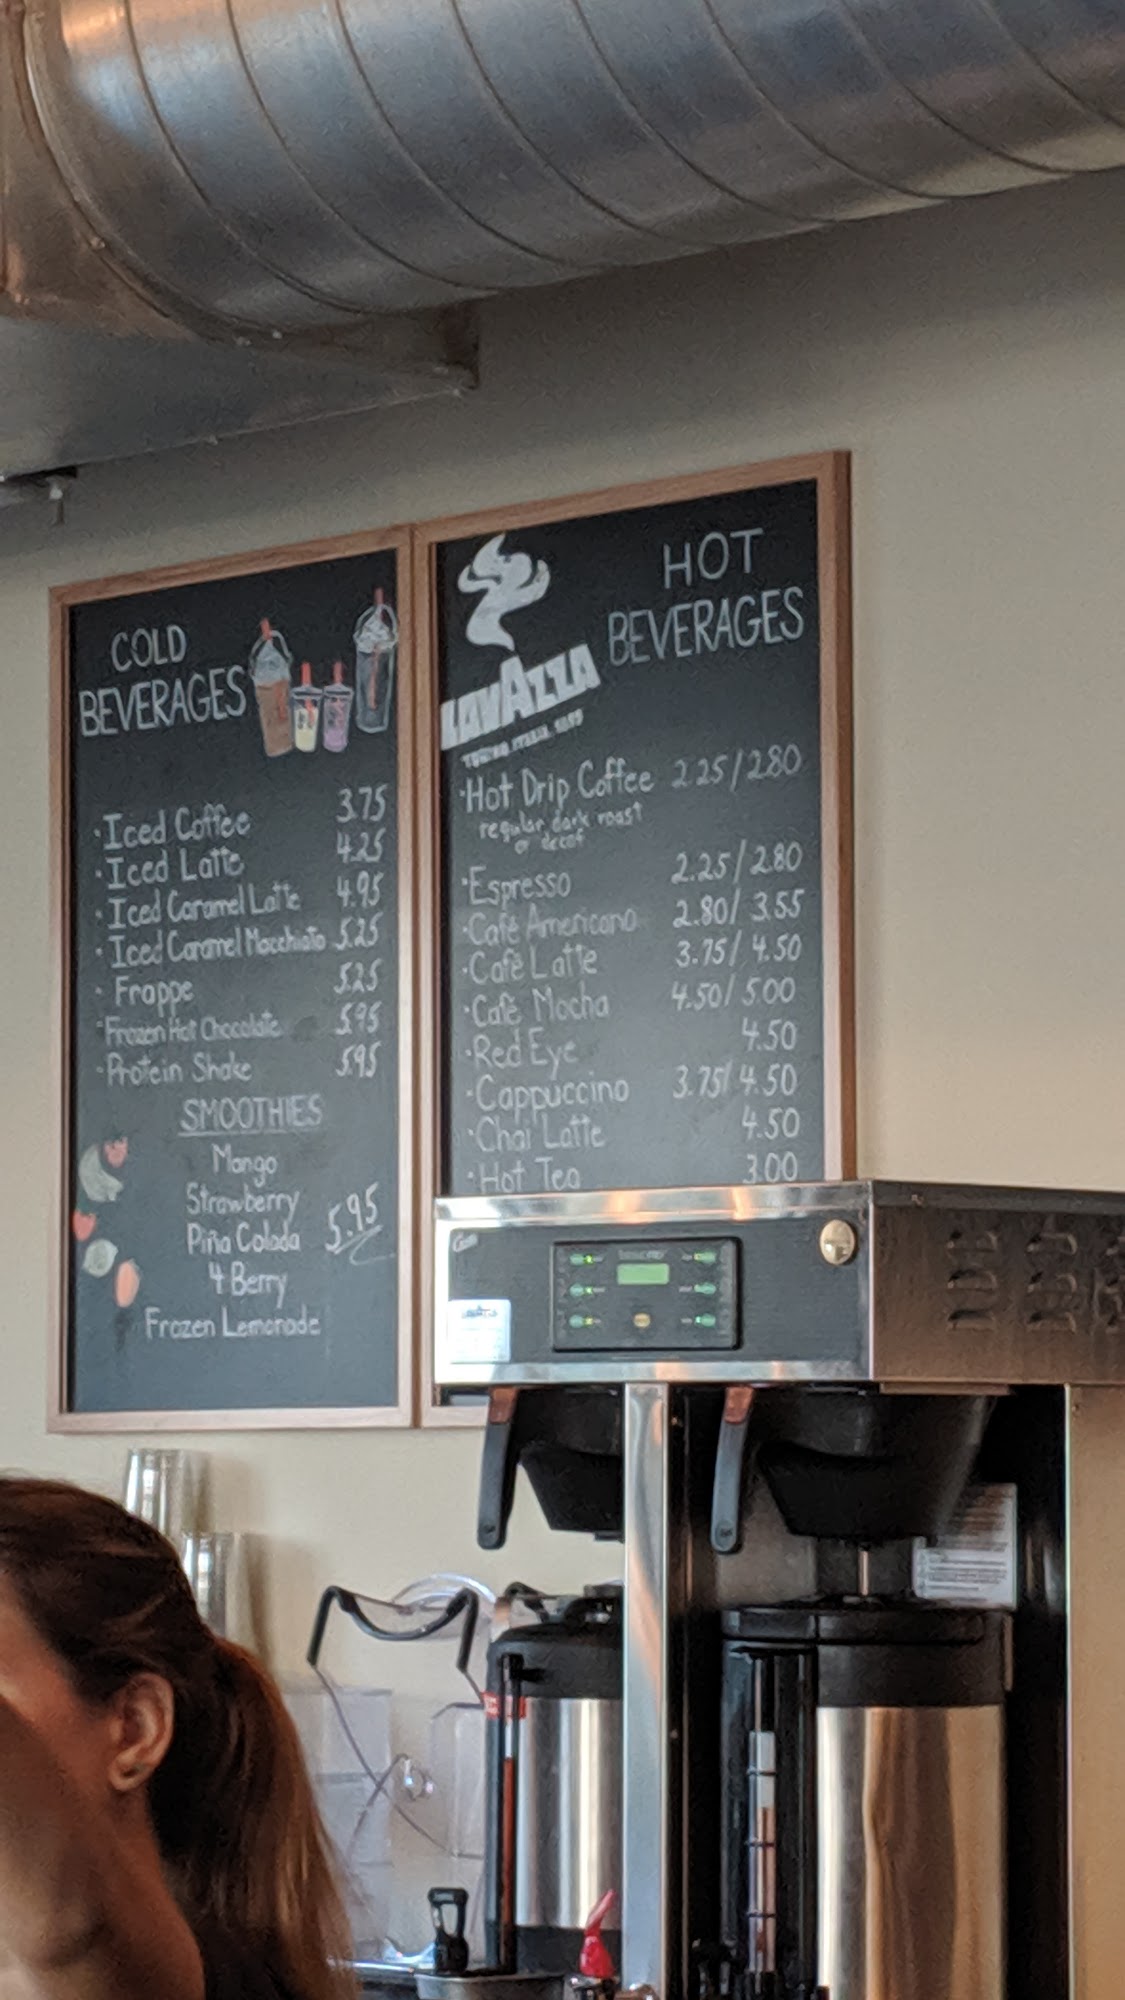 COLD
BEVERAGES
· Iced Coffee 3.75
· Iced Latte 4.25
· Iced Caramel Latte 4.95
· Iced Caramel Macchiato 5.25
· Frappe 5.25
· Frozen Hot Chocolate 5.95
· Protein Shake 5.95
SMOOTHIES
Mango
Strawberry
Piña Colada 5.95
4 Berry
Frozen Lemonade
HOT
BEVERAGES
LAVAZZA
TORINO, ITALIA, 1895
· Hot Drip Coffee 2.25/2.80
regular, dark roast
or decaf
· Espresso 2.25/2.80
· Café Americano 2.80/3.55
· Café Latte 3.75/4.50
· Café Mocha 4.50/5.00
· Red Eye 4.50
· Cappuccino 3.75/4.50
· Chai Latte 4.50
· Hot Tea 3.00